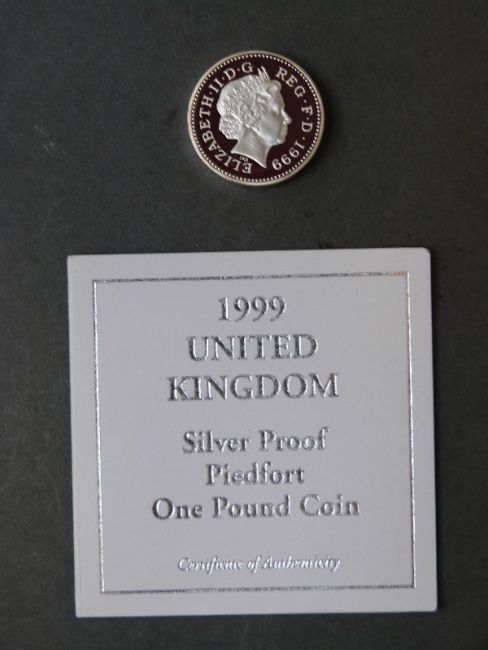 ELIZABETH·II·D·G REG·F·D·1999
1999
UNITED
KINGDOM
Silver Proof
Piedfort
One Pound Coin
Certificate of Authenticity